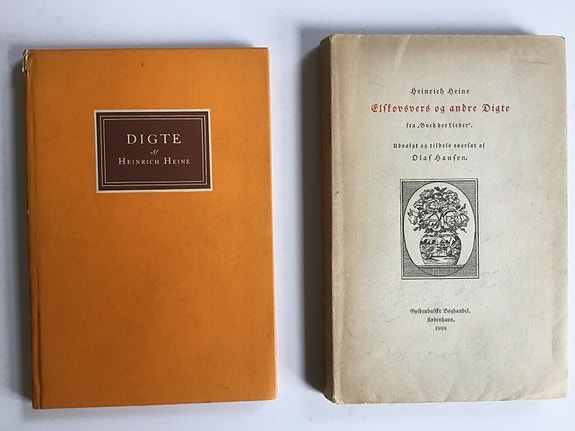 DIGTE
Af
HEINRICH HEINE
Heinrich Heine
Elskovsvers og andre Digte
fra „Buch der Lieder“.
Udvalgt og tildels oversat af
Olaf Hansen.
Gyldendalske Boghandel.
København.
1918